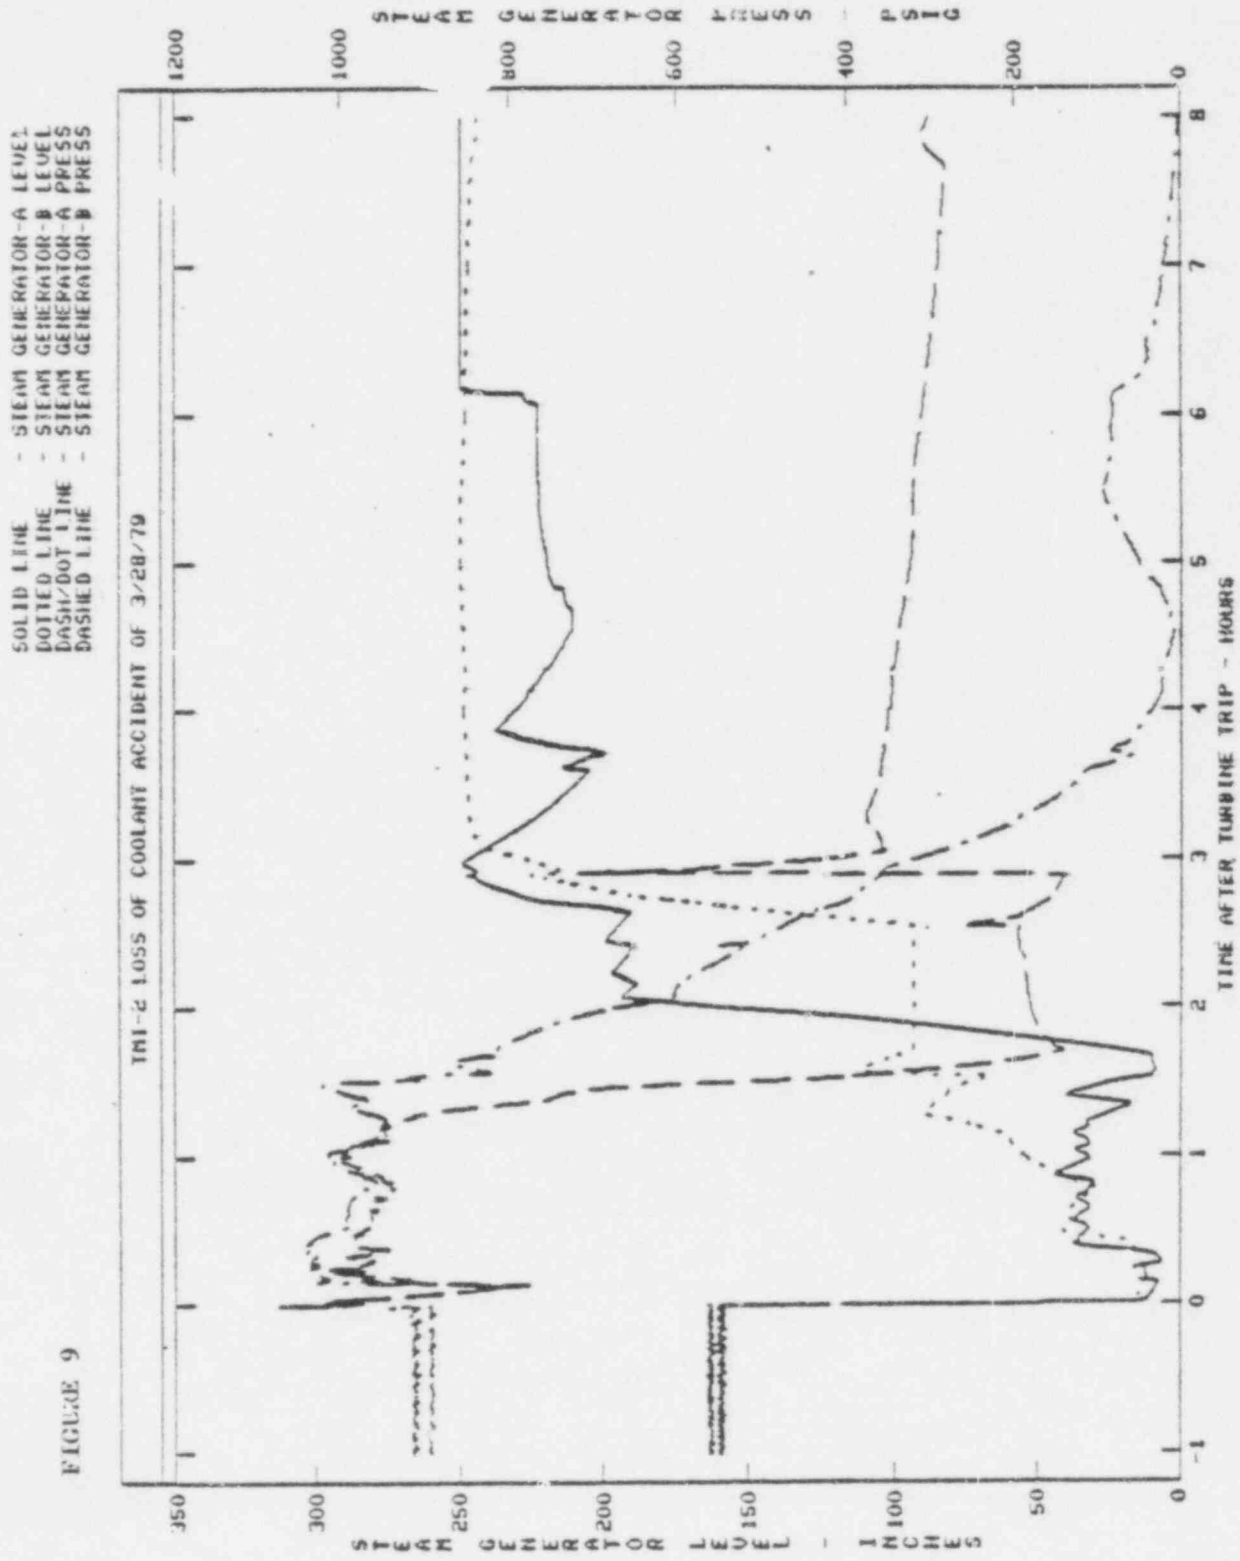 FIGURE 9
SOLID LINE - STEAM GENERATOR-A LEVEL
DOTTED LINE - STEAM GENERATOR-B LEVEL
DASH/DOT LINE - STEAM GENERATOR-A PRESS
DASHED LINE - STEAM GENERATOR-B PRESS
TMI-2 LOSS OF COOLANT ACCIDENT OF 3/28/79
STEAM GENERATOR LEVEL - INCHES
350
300
250
200
150
100
50
0
STEAM GENERATOR PRESS - PSIG
1200
1000
800
600
400
200
0
-1 0 1 2 3 4 5 6 7 8
TIME AFTER TURBINE TRIP - HOURS